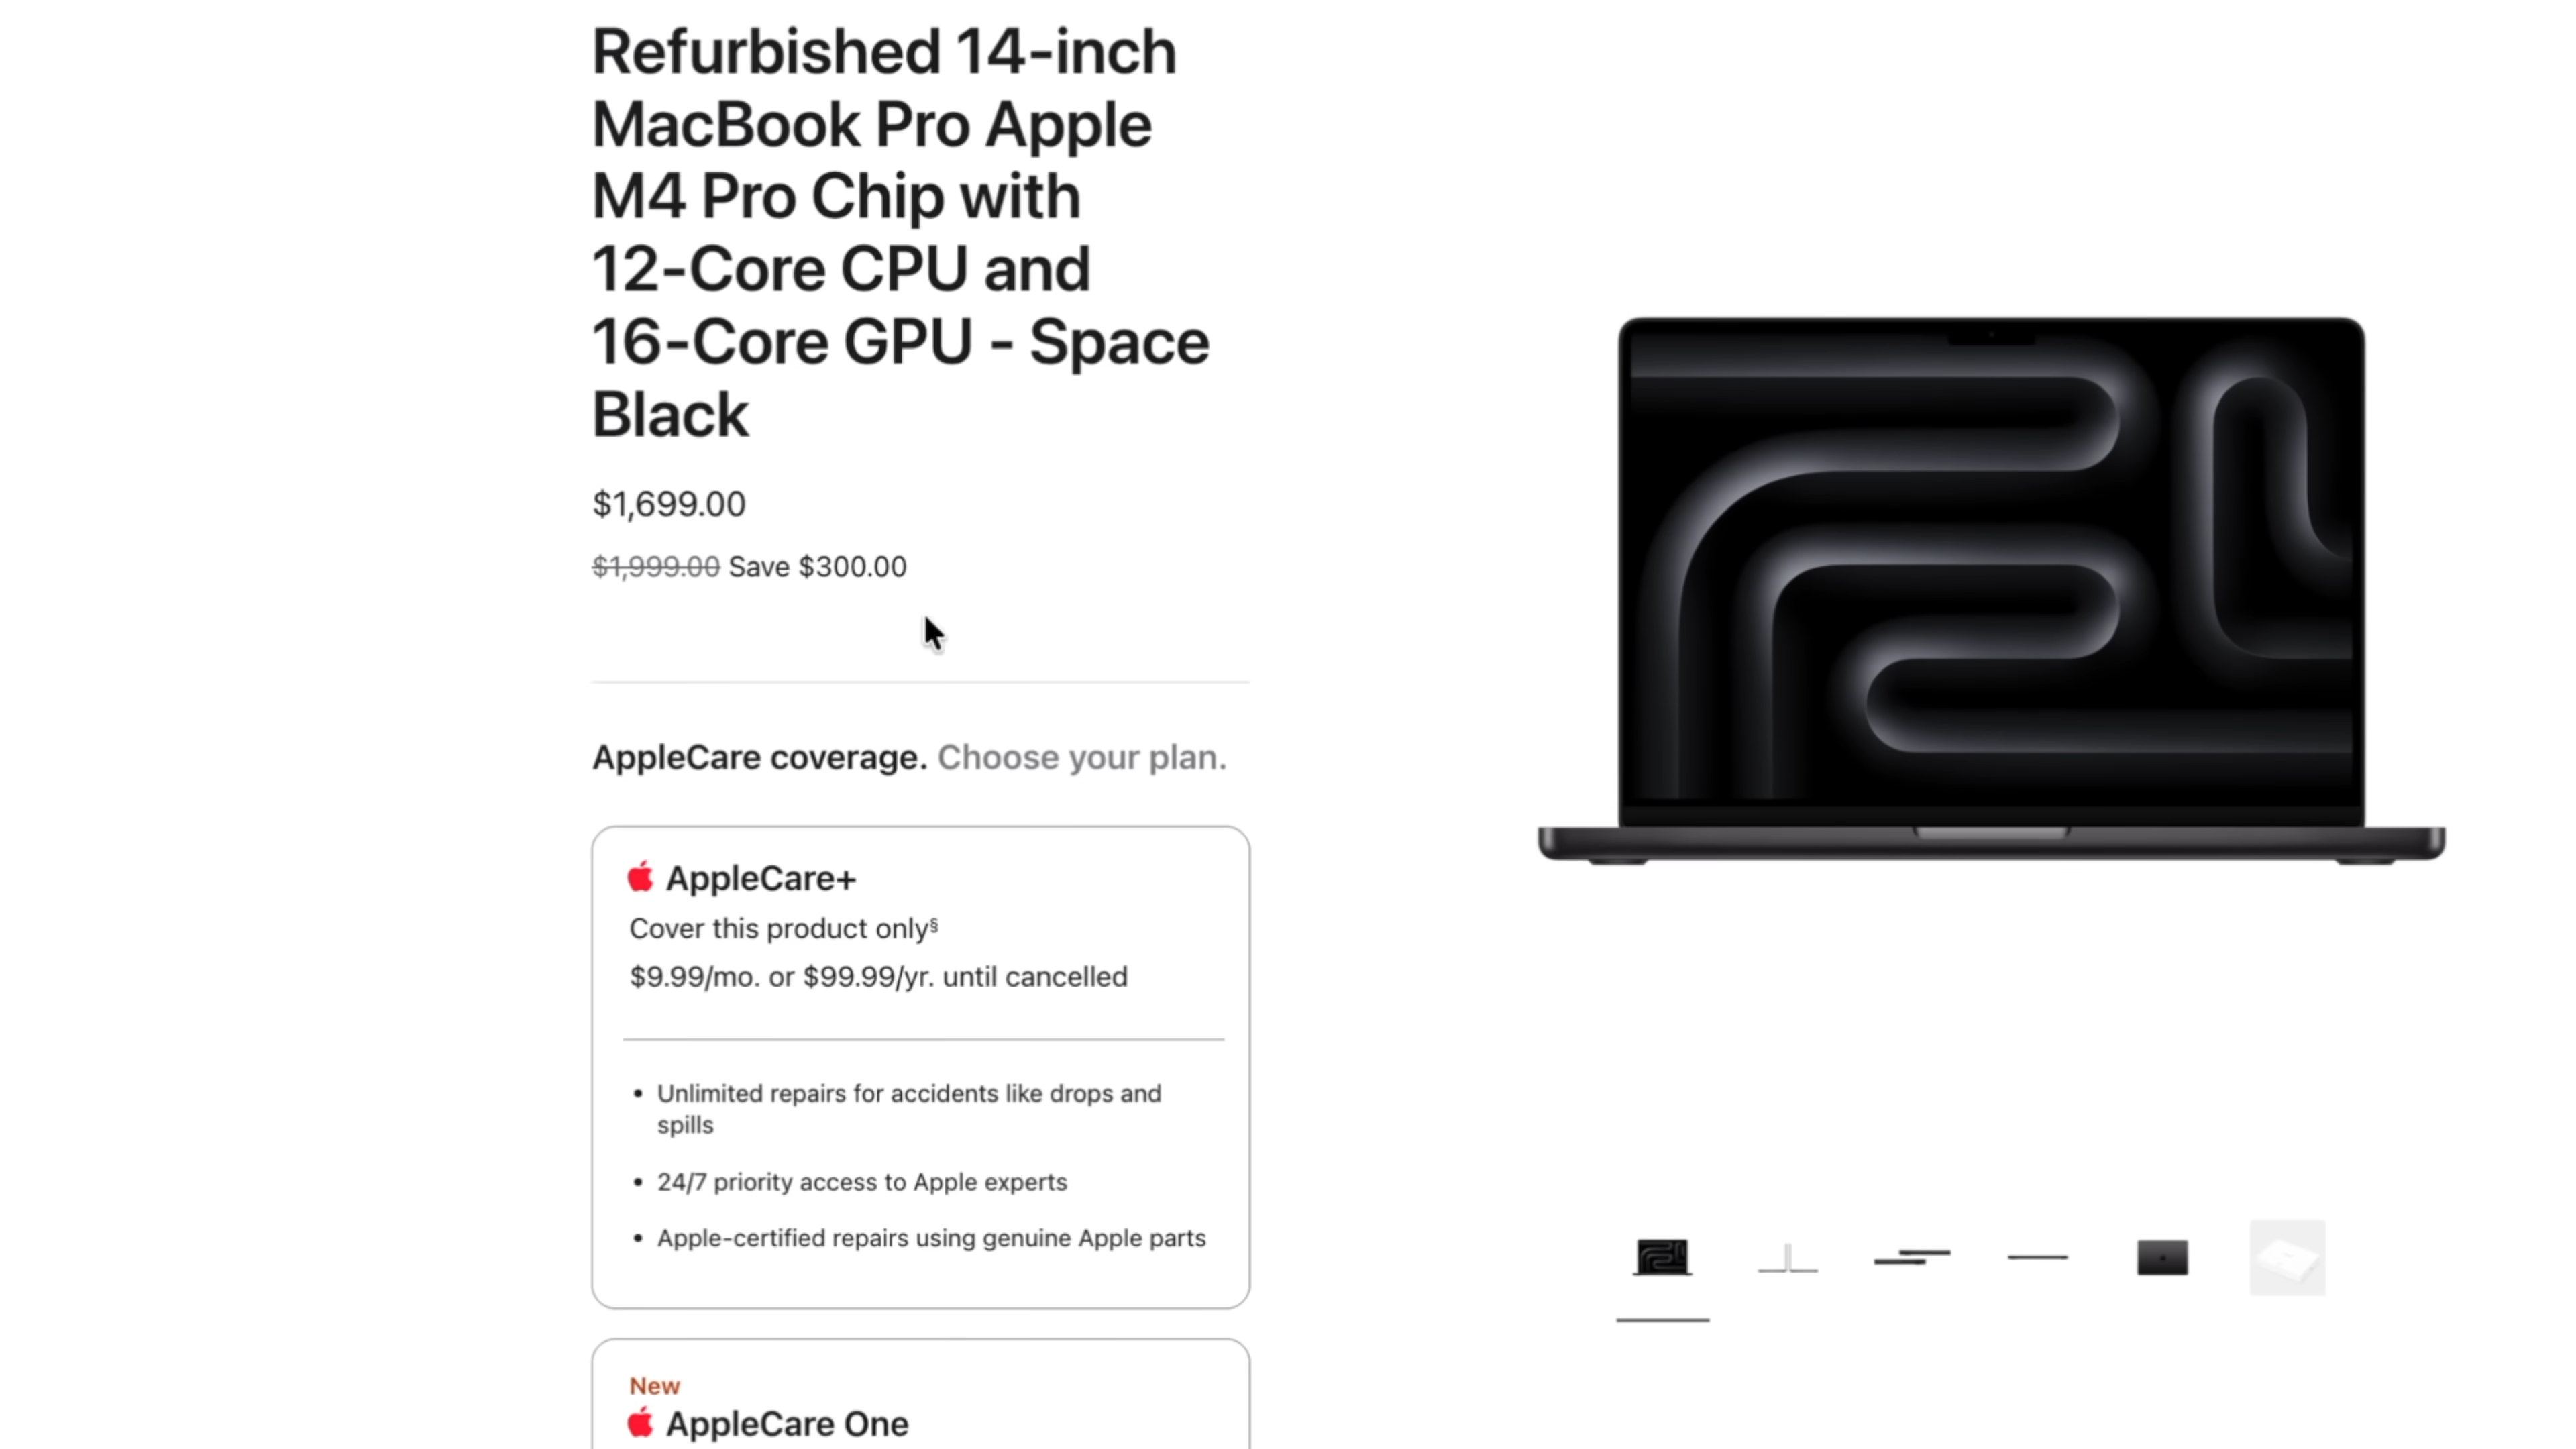 Refurbished 14-inch
MacBook Pro Apple
M4 Pro Chip with
12-Core CPU and
16-Core GPU - Space
Black
$1,699.00
$1,999.00 Save $300.00
AppleCare coverage. Choose your plan.
AppleCare+
Cover this product only§
$9.99/mo. or $99.99/yr. until cancelled
• Unlimited repairs for accidents like drops and
spills
• 24/7 priority access to Apple experts
• Apple-certified repairs using genuine Apple parts
New
AppleCare One